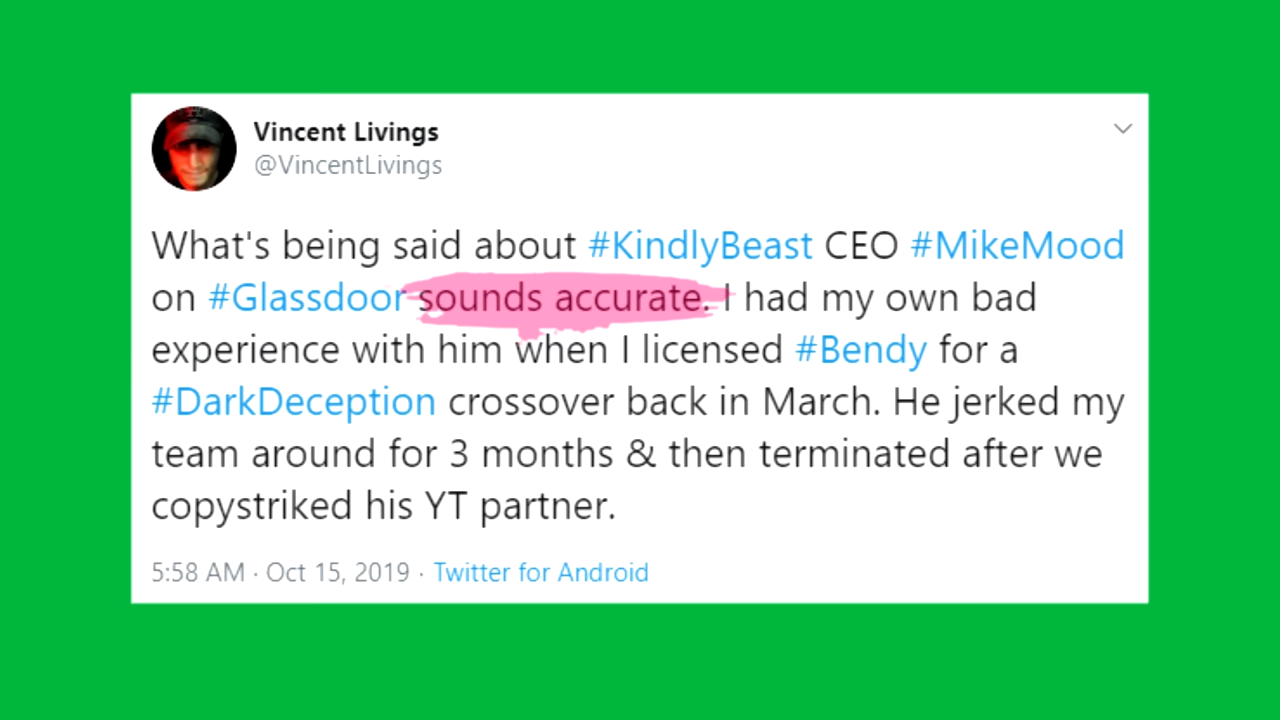 Vincent Livings
@VincentLivings
What's being said about #KindlyBeast CEO #MikeMood
on #Glassdoor sounds accurate. I had my own bad
experience with him when I licensed #Bendy for a
#DarkDeception crossover back in March. He jerked my
team around for 3 months & then terminated after we
copystriked his YT partner.
5:58 AM · Oct 15, 2019 · Twitter for Android